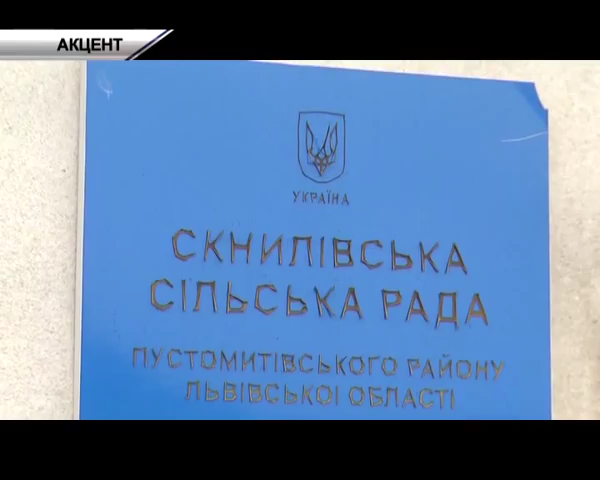 АКЦЕНТ
УКРАЇНА
СКНИЛІВСЬКА
СІЛЬСЬКА РАДА
ПУСТОМИТІВСЬКОГО РАЙОНУ
ЛЬВІВСЬКОЇ ОБЛАСТІ